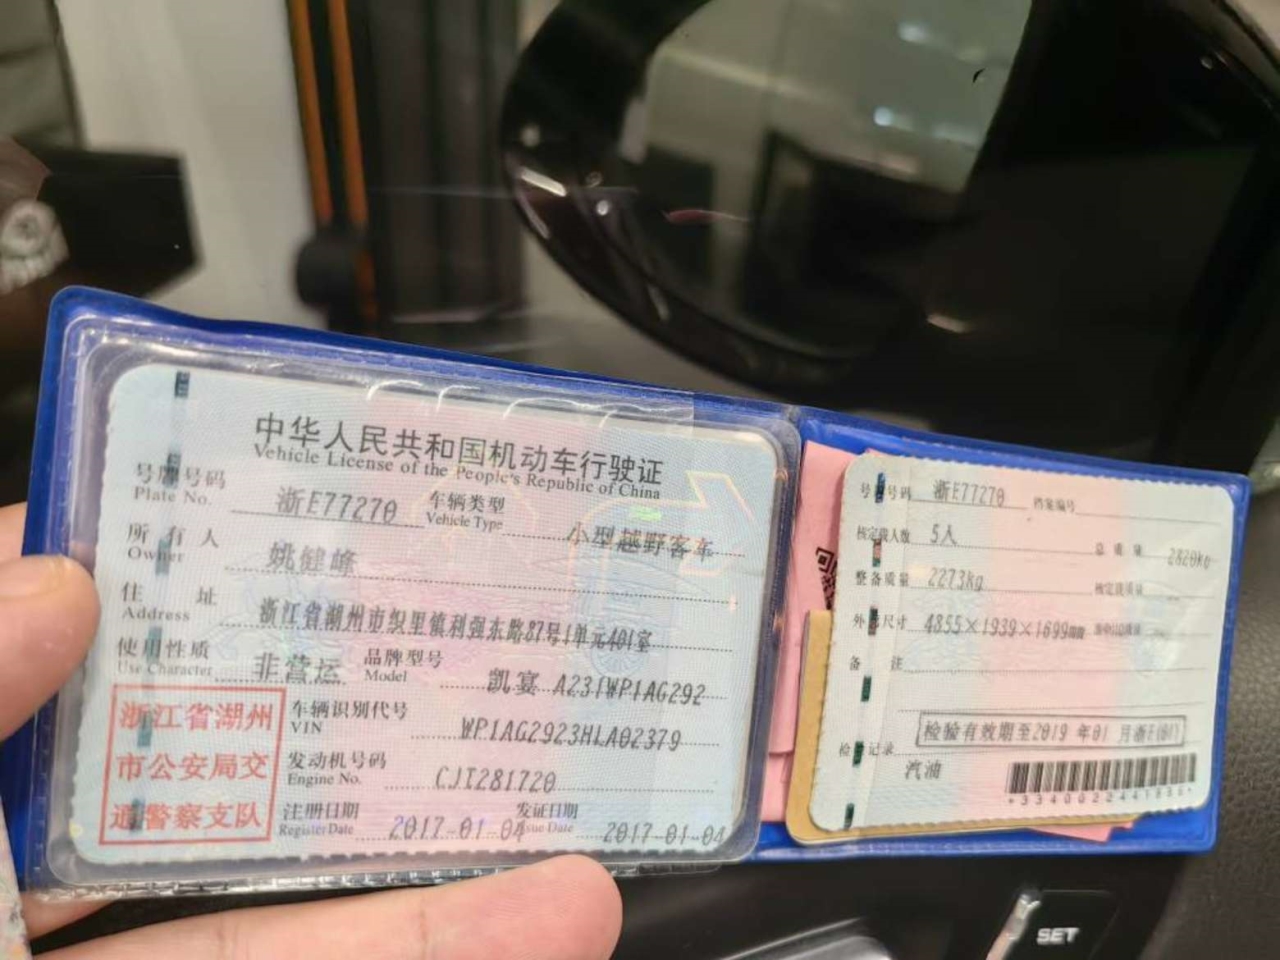 中华人民共和国机动车行驶证
Vehicle License of the People's Republic of China
号牌号码 浙E77270 车辆类型 小型越野客车
Plate No. Vehicle Type
所有人 姚健峰
Owner
住址 浙江省湖州市织里镇利强东路87号1单元401室
Address
使用性质 非营运 品牌型号 凯宴 A231WP1AG292
Use Character Model
浙江省湖州
市公安局交
通警察支队
车辆识别代号 WP1AG2923HLA02379
VIN
发动机号码 CJT281720
Engine No.
注册日期 2017-01-04 发证日期 2017-01-04
Register Date Issue Date
号牌号码 浙E77270 档案编号
核定载人数 5人 总质量 2820kg
整备质量 2273kg 核定载质量
外廓尺寸 4855×1939×1699mm
备注
检验有效期至2019年01月浙E(01)
检验记录
汽油
SET